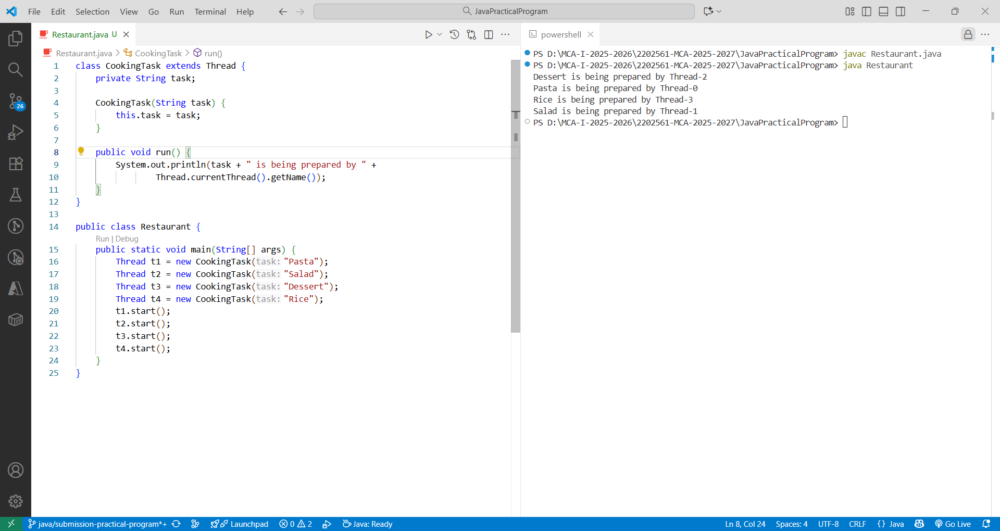 File Edit Selection View Go Run Terminal Help
JavaPracticalProgram
Restaurant.java U
Restaurant.java > CookingTask > run()
1 class CookingTask extends Thread {
2 private String task;
3
4 CookingTask(String task) {
5 this.task = task;
6 }
7
8 public void run() {
9 System.out.println(task + " is being prepared by " +
10 Thread.currentThread().getName());
11 }
12 }
13
14 public class Restaurant {
Run | Debug
15 public static void main(String[] args) {
16 Thread t1 = new CookingTask(task: "Pasta");
17 Thread t2 = new CookingTask(task: "Salad");
18 Thread t3 = new CookingTask(task: "Dessert");
19 Thread t4 = new CookingTask(task: "Rice");
20 t1.start();
21 t2.start();
22 t3.start();
23 t4.start();
24 }
25 }
powershell
PS D:\MCA-I-2025-2026\2202561-MCA-2025-2027\JavaPracticalProgram> javac Restaurant.java
PS D:\MCA-I-2025-2026\2202561-MCA-2025-2027\JavaPracticalProgram> java Restaurant
Dessert is being prepared by Thread-2
Pasta is being prepared by Thread-0
Rice is being prepared by Thread-3
Salad is being prepared by Thread-1
PS D:\MCA-I-2025-2026\2202561-MCA-2025-2027\JavaPracticalProgram>
26
java/submission-practical-program*+ Launchpad 0 2 Java: Ready Ln 8, Col 24 Spaces: 4 UTF-8 CRLF {} Java Go Live